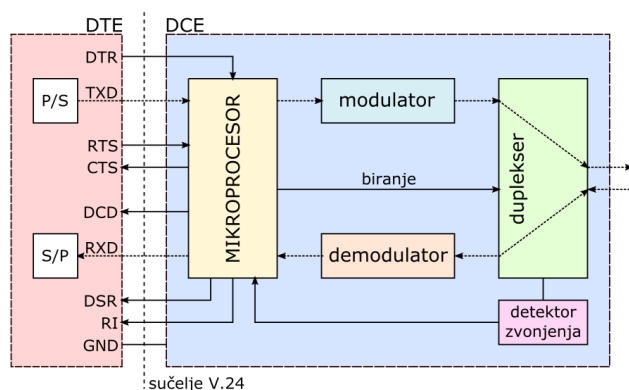 DTE
DCE
DTR
P/S
TXD
MIKROPROCESOR
modulator
duplekser
RTS
CTS
biranje
DCD
S/P
RXD
demodulator
DSR
RI
GND
detektor
zvonjenja
sučelje V.24